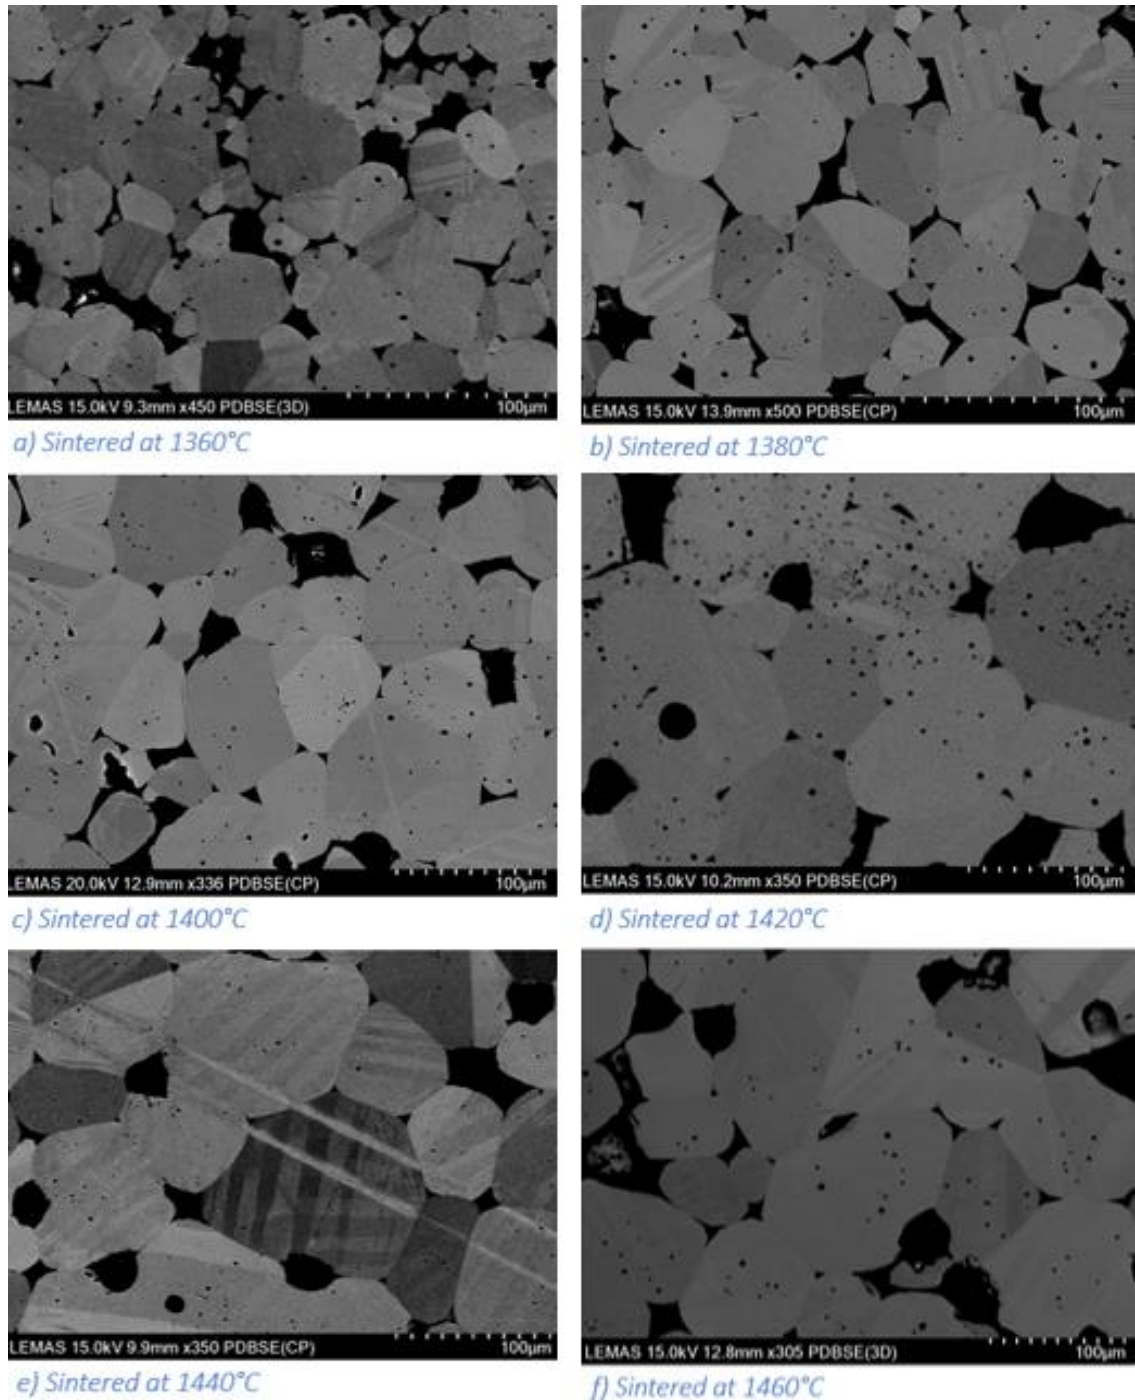 LEMAS 15.0kV 9.3mm x450 PDBSE(3D) 100µm
a) Sintered at 1360°C
LEMAS 15.0kV 13.9mm x500 PDBSE(CP) 100µm
b) Sintered at 1380°C
LEMAS 20.0kV 12.9mm x336 PDBSE(CP) 100µm
c) Sintered at 1400°C
LEMAS 15.0kV 10.2mm x350 PDBSE(CP) 100µm
d) Sintered at 1420°C
LEMAS 15.0kV 9.9mm x350 PDBSE(CP) 100µm
e) Sintered at 1440°C
LEMAS 15.0kV 12.8mm x305 PDBSE(3D) 100µm
f) Sintered at 1460°C